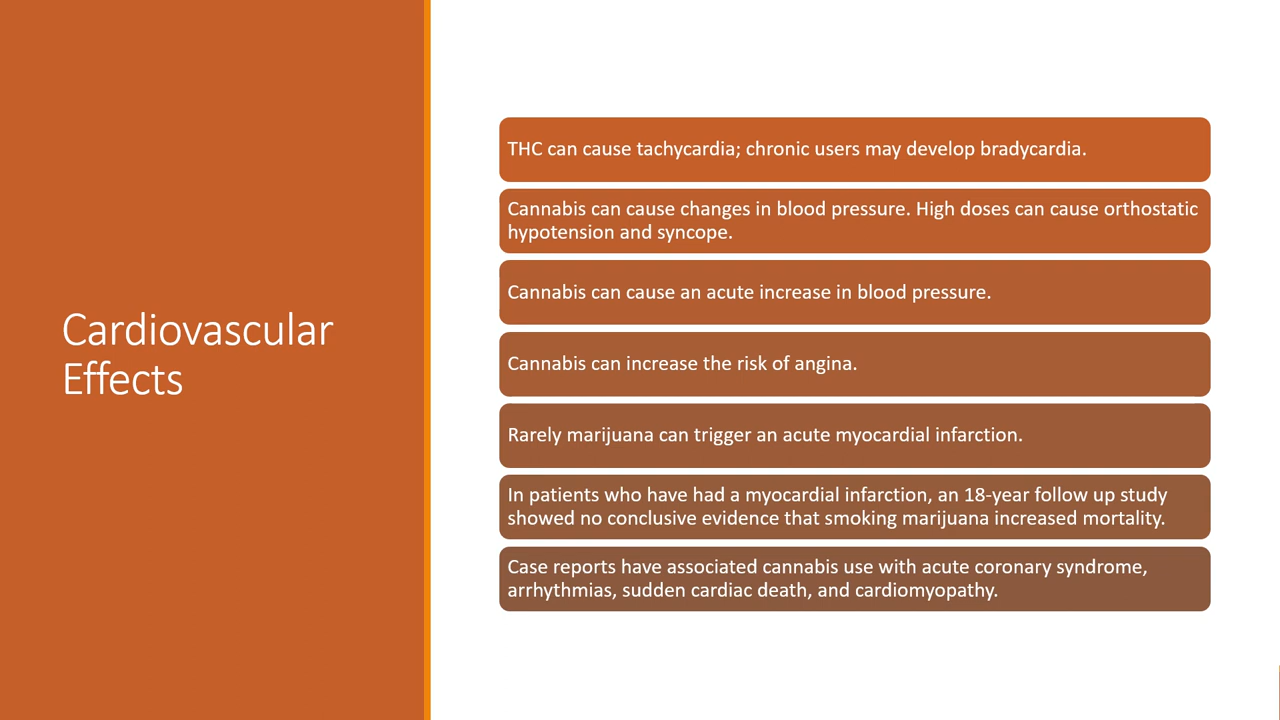 Cardiovascular
Effects
THC can cause tachycardia; chronic users may develop bradycardia.
Cannabis can cause changes in blood pressure. High doses can cause orthostatic
hypotension and syncope.
Cannabis can cause an acute increase in blood pressure.
Cannabis can increase the risk of angina.
Rarely marijuana can trigger an acute myocardial infarction.
In patients who have had a myocardial infarction, an 18-year follow up study
showed no conclusive evidence that smoking marijuana increased mortality.
Case reports have associated cannabis use with acute coronary syndrome,
arrhythmias, sudden cardiac death, and cardiomyopathy.